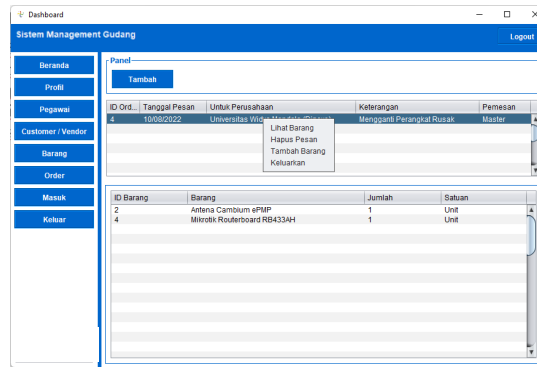 Dashboard
Sistem Management Gudang
Logout
Beranda
Profil
Pegawai
Customer / Vendor
Barang
Order
Masuk
Keluar
Panel
Tambah
ID Ord... Tanggal Pesan Untuk Perusahaan Keterangan Pemesan
4 10/08/2022 Universitas Mengganti Perangkat Rusak Master
Lihat Barang
Hapus Pesan
Tambah Barang
Keluarkan
ID Barang Barang Jumlah Satuan
2 Antena Cambium ePMP 1 Unit
4 Mikrotik Routerboard RB433AH 1 Unit